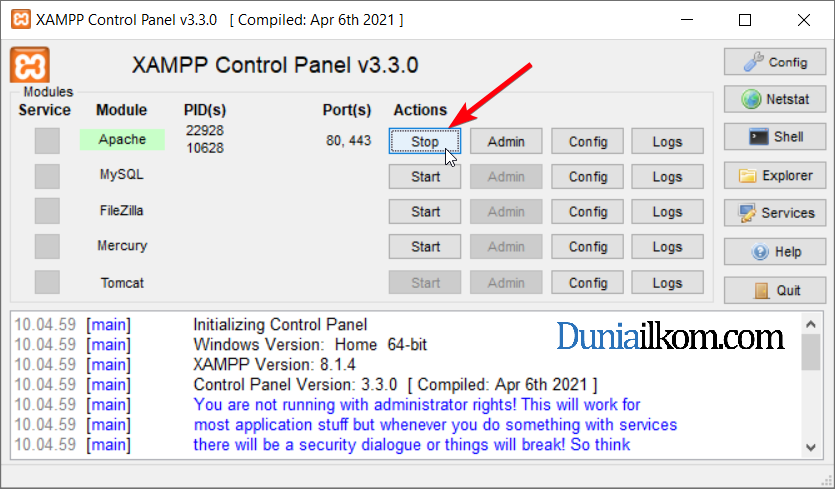 XAMPP Control Panel v3.3.0 [ Compiled: Apr 6th 2021 ]
XAMPP Control Panel v3.3.0
Config
Modules
Service Module PID(s) Port(s) Actions
Netstat
Apache 22928 10628 80, 443 Stop Admin Config Logs
Shell
MySQL Start Admin Config Logs
Explorer
FileZilla Start Admin Config Logs
Services
Mercury Start Admin Config Logs
Help
Tomcat Start Admin Config Logs
Quit
10.04.59 [main] Initializing Control Panel
10.04.59 [main] Windows Version: Home 64-bit
10.04.59 [main] XAMPP Version: 8.1.4
10.04.59 [main] Control Panel Version: 3.3.0 [ Compiled: Apr 6th 2021 ]
10.04.59 [main] You are not running with administrator rights! This will work for
10.04.59 [main] most application stuff but whenever you do something with services
10.04.59 [main] there will be a security dialogue or things will break! So think
Duniailkom.com